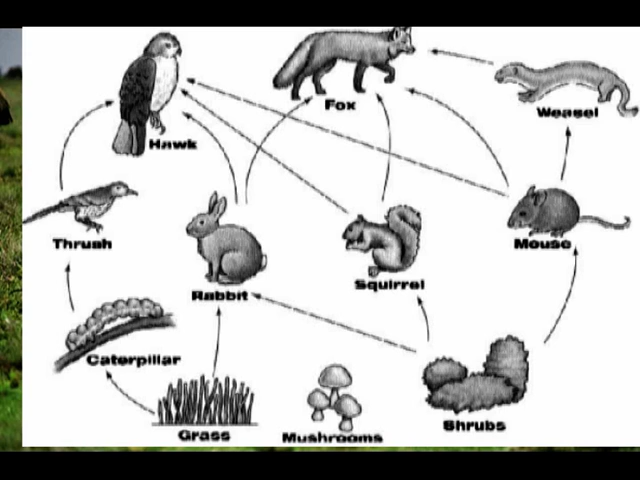 Fox
Weasel
Hawk
Thrush
Mouse
Rabbit
Squirrel
Caterpillar
Grass
Mushrooms
Shrubs